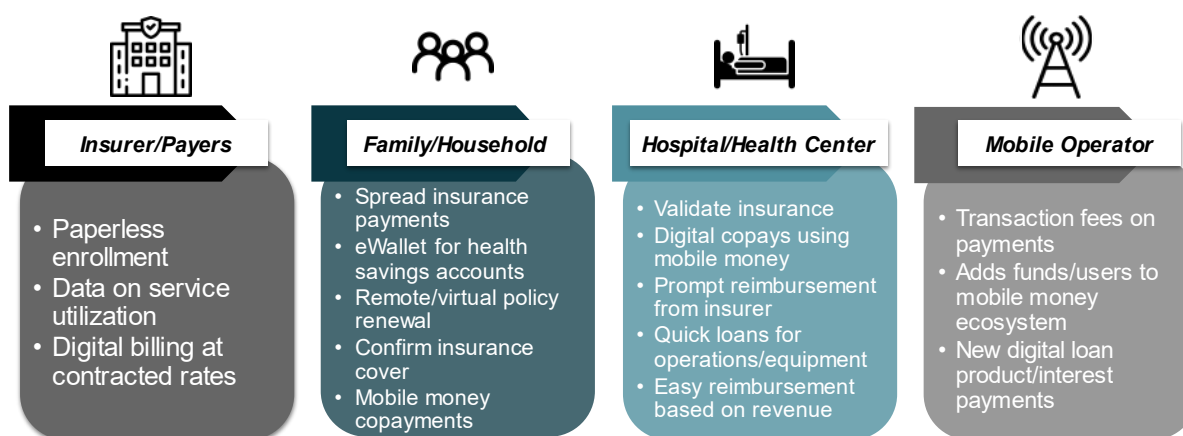 Insurer/Payers
• Paperless
enrollment
• Data on service
utilization
• Digital billing at
contracted rates
Family/Household
• Spread insurance
payments
• eWallet for health
savings accounts
• Remote/virtual policy
renewal
• Confirm insurance
cover
• Mobile money
copayments
Hospital/Health Center
• Validate insurance
• Digital copays using
mobile money
• Prompt reimbursement
from insurer
• Quick loans for
operations/equipment
• Easy reimbursement
based on revenue
Mobile Operator
• Transaction fees on
payments
• Adds funds/users to
mobile money
ecosystem
• New digital loan
product/interest
payments